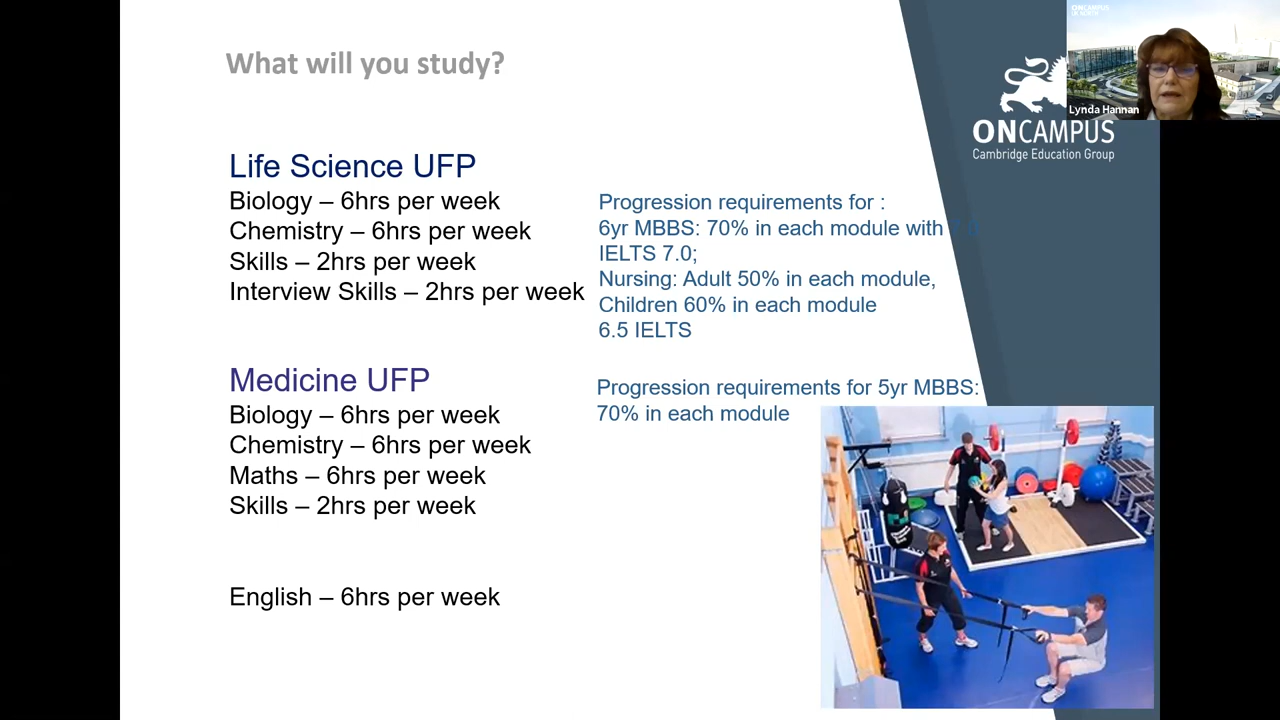 What will you study?
Life Science UFP
Biology – 6hrs per week
Chemistry – 6hrs per week
Skills – 2hrs per week
Interview Skills – 2hrs per week
Progression requirements for :
6yr MBBS: 70% in each module with
IELTS 7.0;
Nursing: Adult 50% in each module,
Children 60% in each module
6.5 IELTS
Medicine UFP
Biology – 6hrs per week
Chemistry – 6hrs per week
Maths – 6hrs per week
Skills – 2hrs per week
Progression requirements for 5yr MBBS:
70% in each module
English – 6hrs per week
ONCAMPUS
Cambridge Education Group
ONCAMPUS
UK NORTH
Lynda Hannan